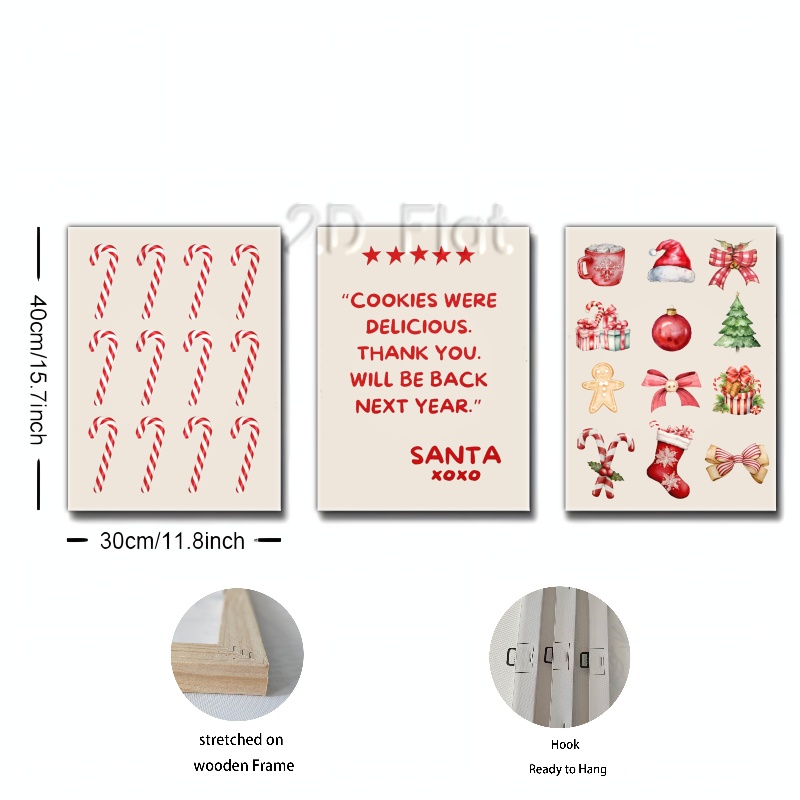 2D Flat
★★★★★
“COOKIES WERE
DELICIOUS.
THANK YOU.
WILL BE BACK
NEXT YEAR.”
SANTA
xoxo
40cm/15.7inch
30cm/11.8inch
stretched on
wooden Frame
Hook
Ready to Hang